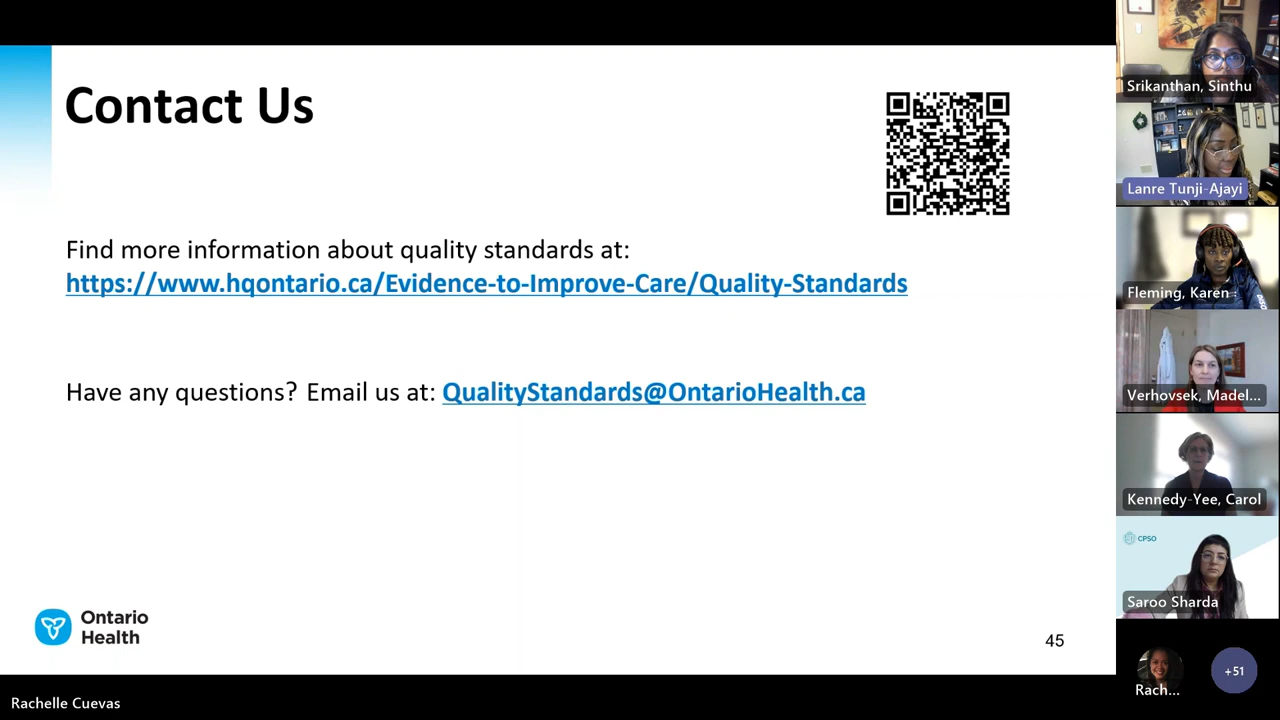 Contact Us
Find more information about quality standards at:
https://www.hqontario.ca/Evidence-to-Improve-Care/Quality-Standards
Have any questions? Email us at: QualityStandards@OntarioHealth.ca
Ontario
Health
45
Rachelle Cuevas
Srikanthan, Sinthu
Lanre Tunji-Ajayi
Fleming, Karen
Verhovsek, Madel...
Kennedy-Yee, Carol
CPSO
Saroo Sharda
Rach...
+51